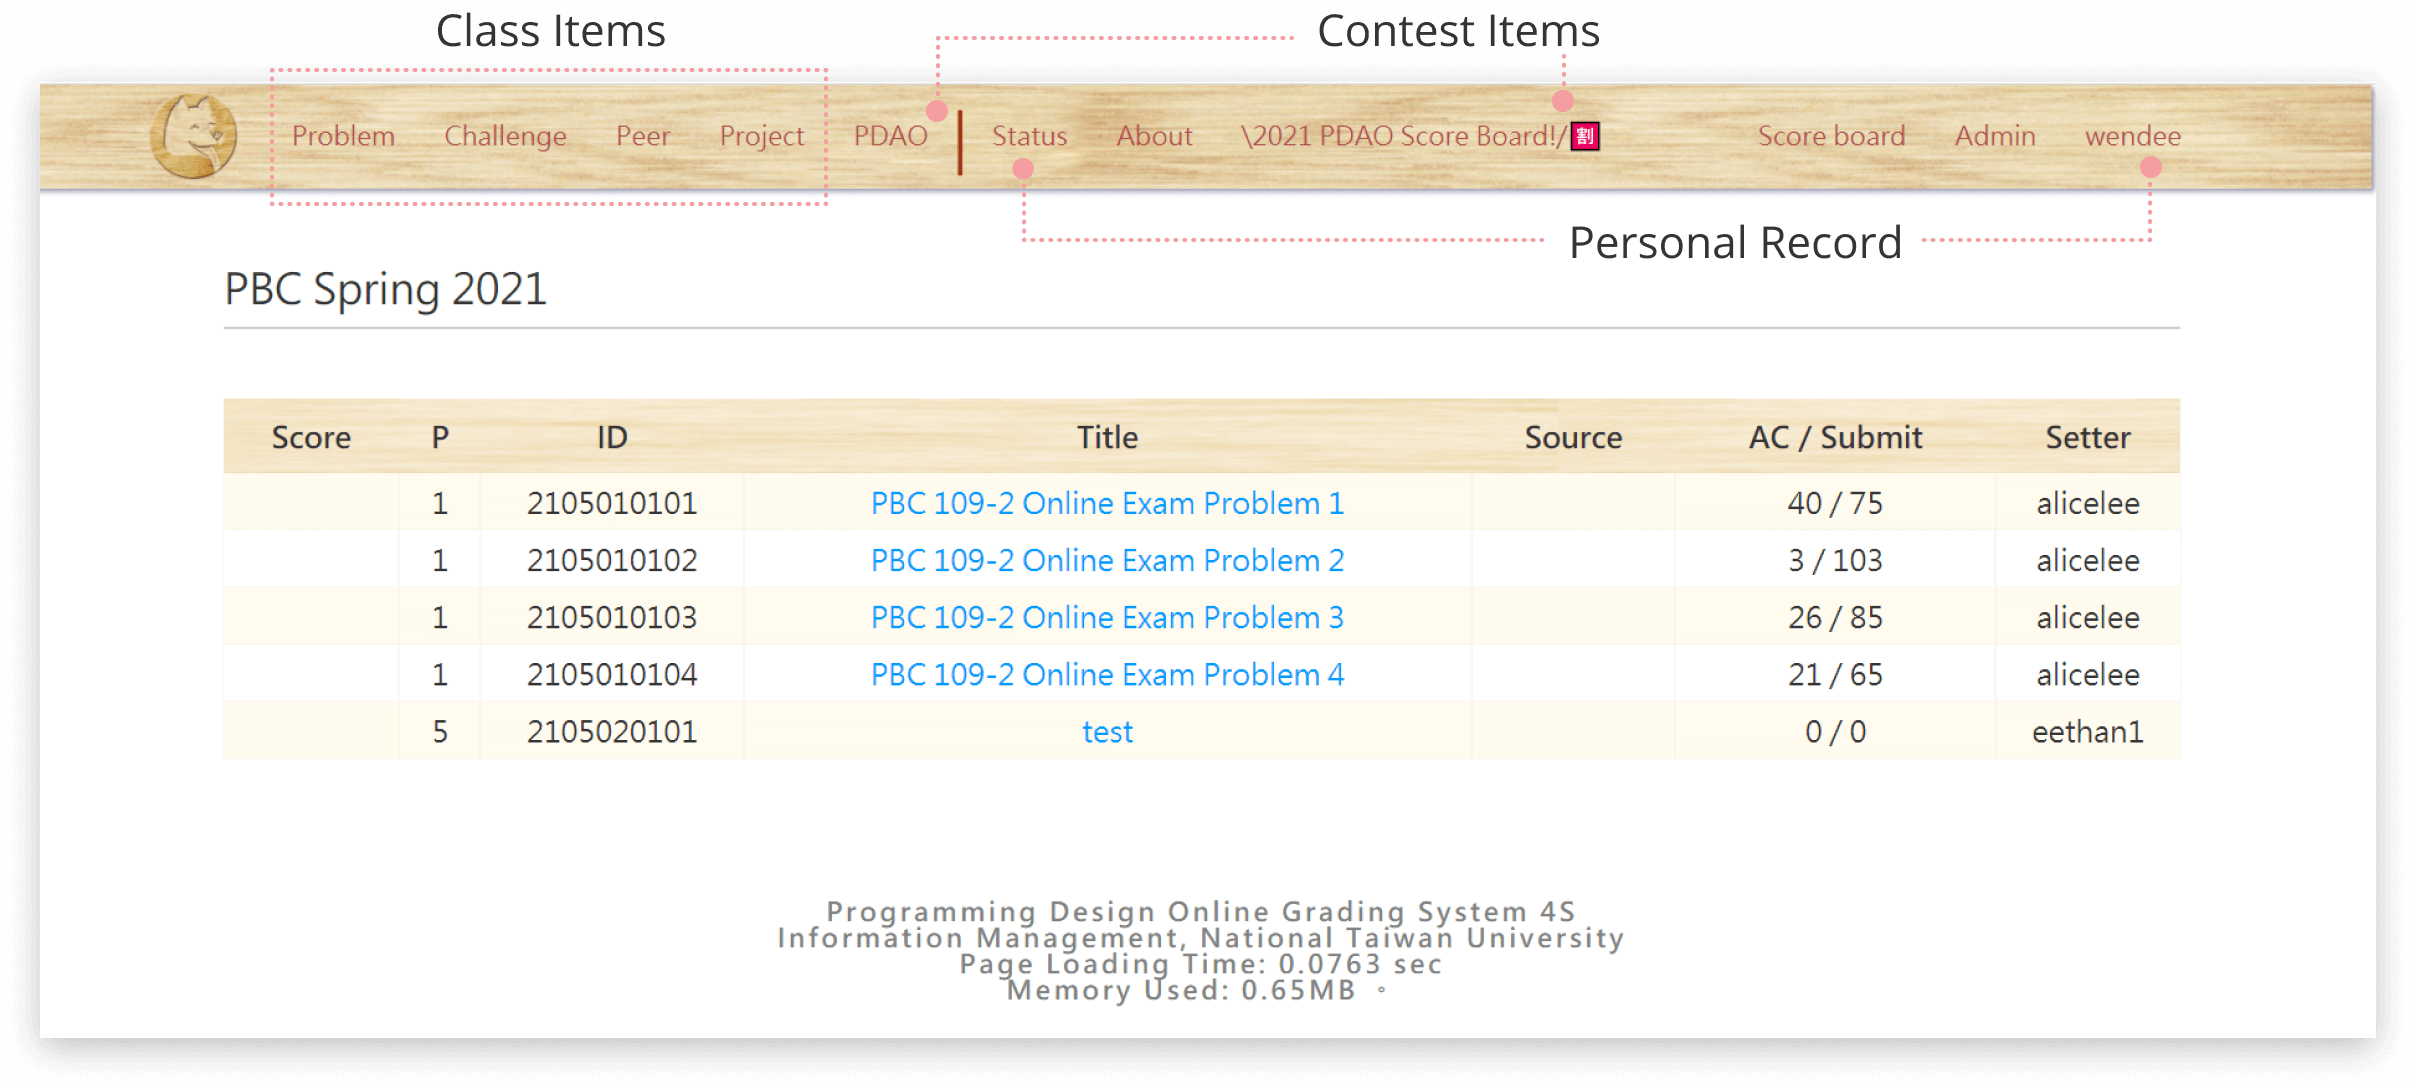 Class Items
Contest Items
Problem Challenge Peer Project PDAO Status About \2021 PDAO Score Board!/割 Score board Admin wendee
Personal Record
PBC Spring 2021
Score P ID Title Source AC / Submit Setter
1 2105010101 PBC 109-2 Online Exam Problem 1 40 / 75 alicelee
1 2105010102 PBC 109-2 Online Exam Problem 2 3 / 103 alicelee
1 2105010103 PBC 109-2 Online Exam Problem 3 26 / 85 alicelee
1 2105010104 PBC 109-2 Online Exam Problem 4 21 / 65 alicelee
5 2105020101 test 0 / 0 eethan1
Programming Design Online Grading System 4S
Information Management, National Taiwan University
Page Loading Time: 0.0763 sec
Memory Used: 0.65MB 。